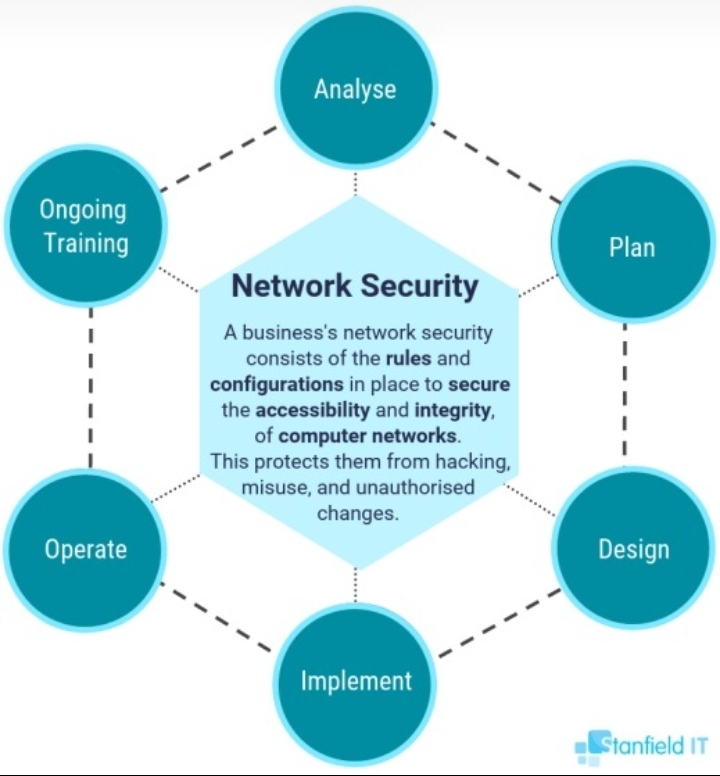 Analyse
Ongoing
Training
Plan
Network Security
A business's network security
consists of the rules and
configurations in place to secure
the accessibility and integrity,
of computer networks.
This protects them from hacking,
misuse, and unauthorised
changes.
Operate
Design
Implement
Stanfield IT